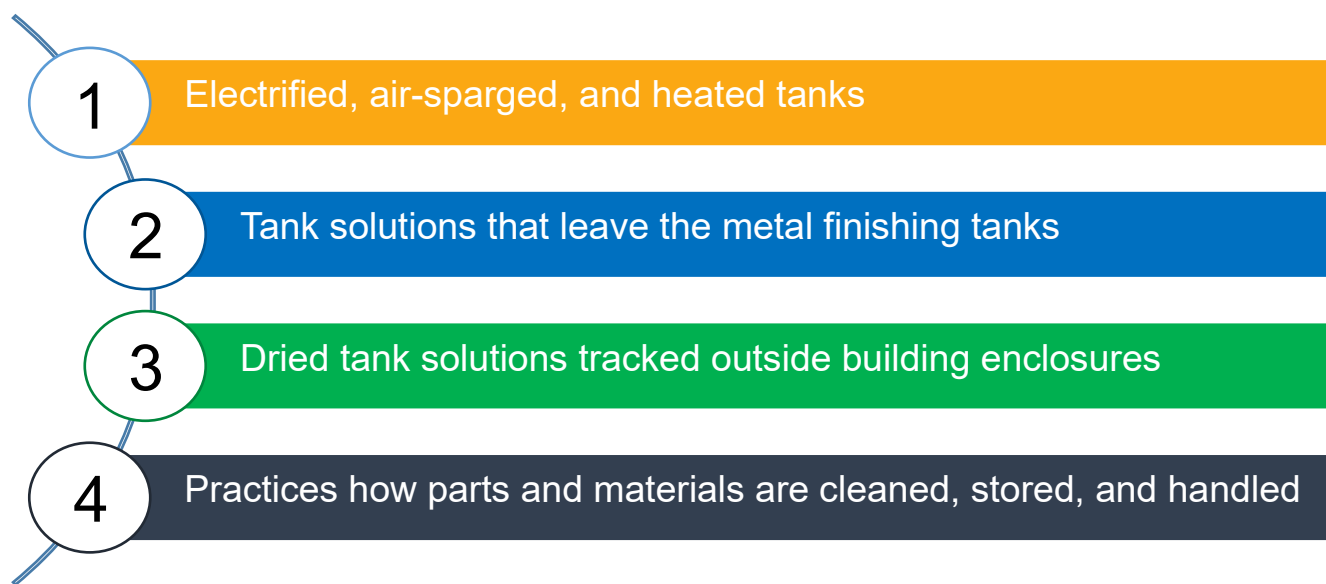 1
Electrified, air-sparged, and heated tanks
2
Tank solutions that leave the metal finishing tanks
3
Dried tank solutions tracked outside building enclosures
4
Practices how parts and materials are cleaned, stored, and handled